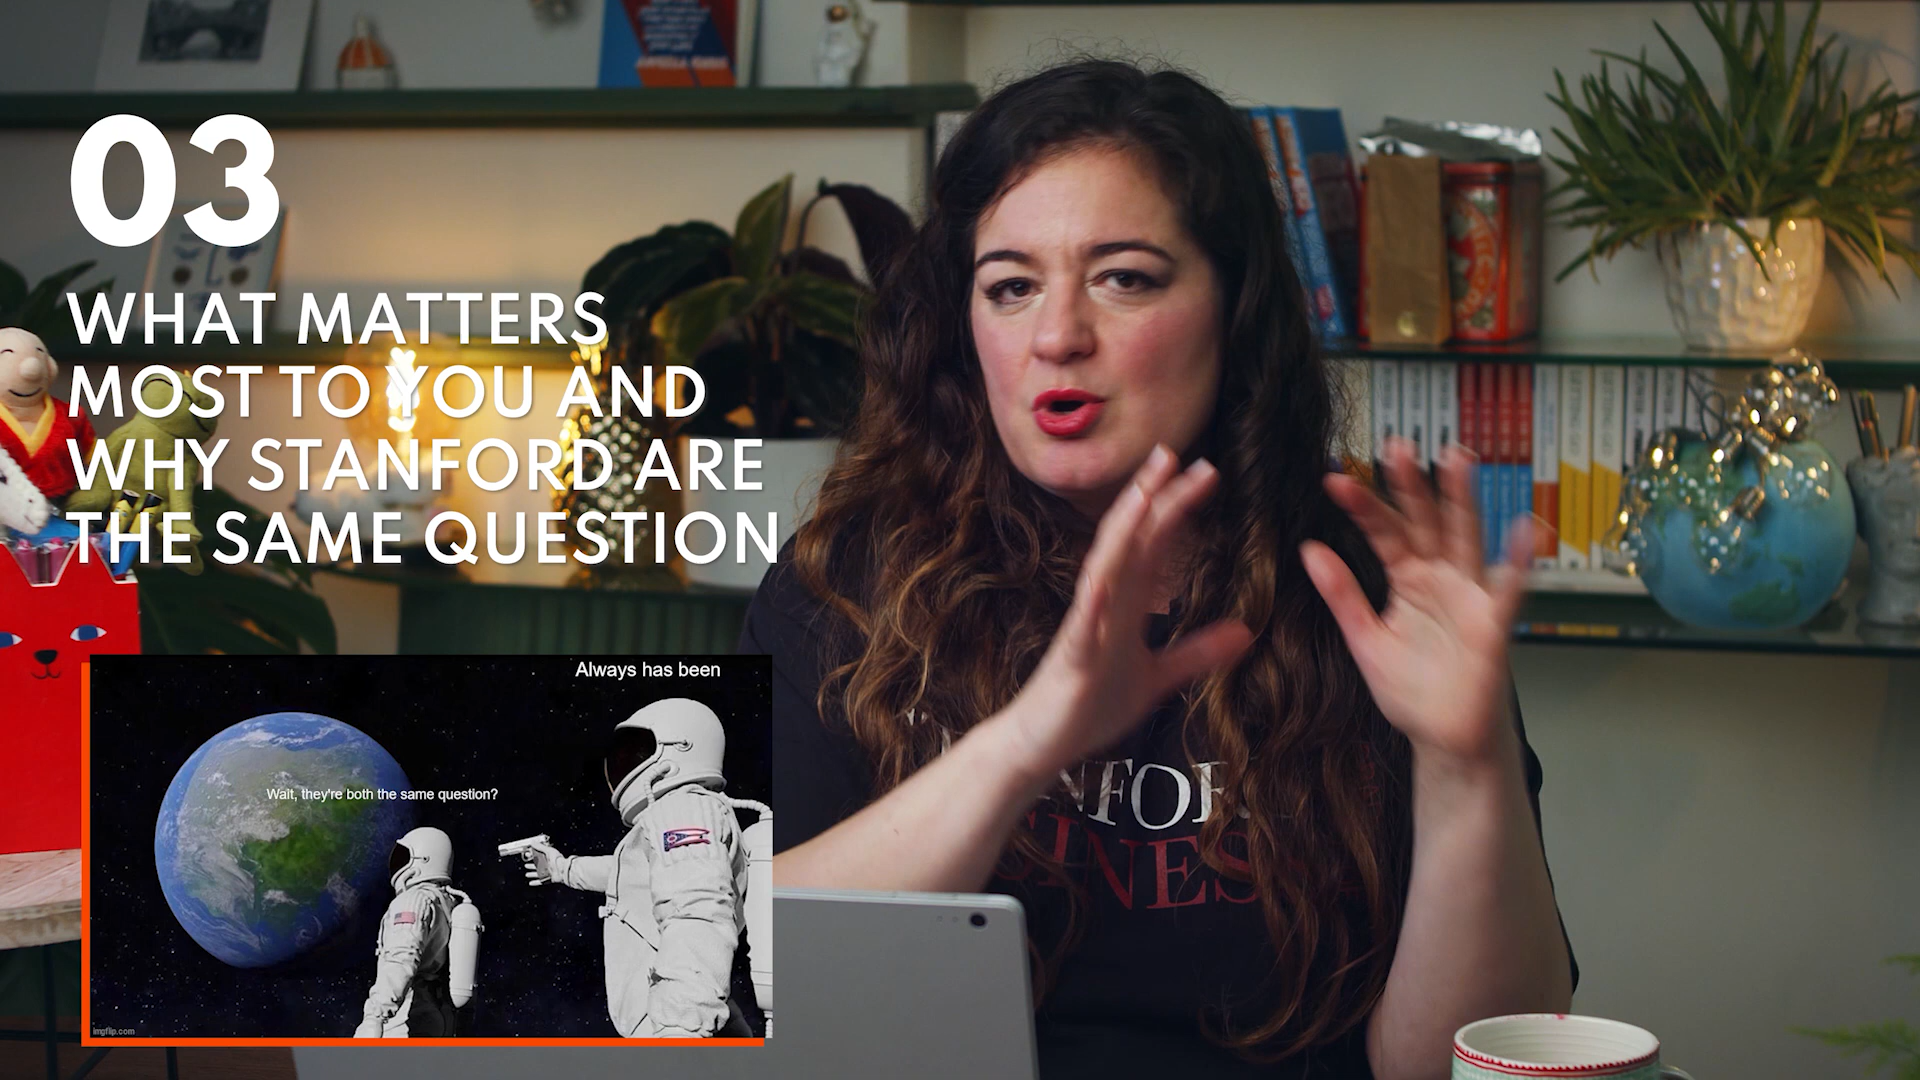 03
WHAT MATTERS
MOST TO YOU AND
WHY STANFORD ARE
THE SAME QUESTION
Always has been
Wait, they're both the same question?
imgflip.com